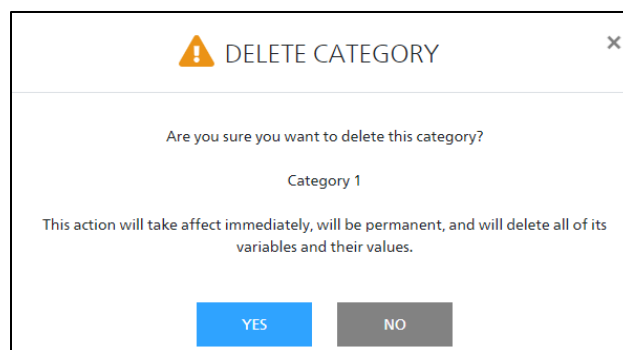 DELETE CATEGORY
Are you sure you want to delete this category?
Category 1
This action will take affect immediately, will be permanent, and will delete all of its
variables and their values.
YES NO